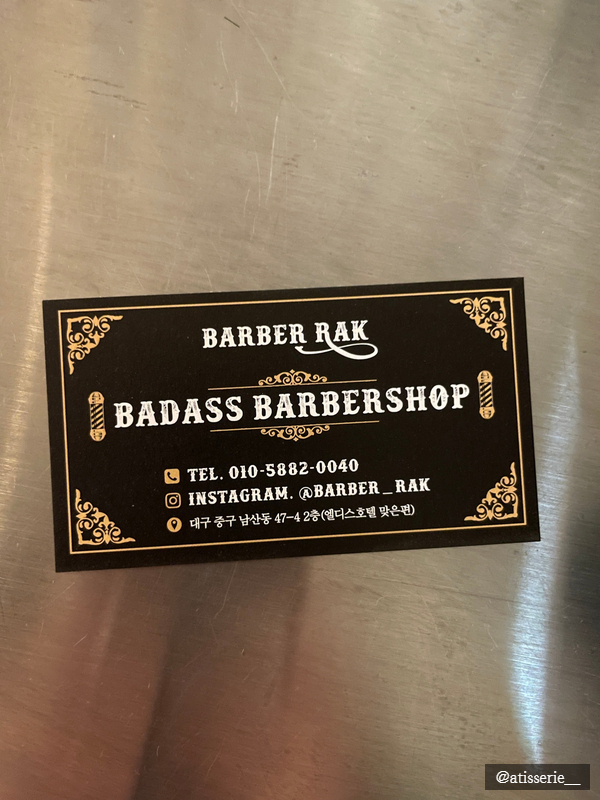 BARBER RAK
BADASS BARBERSHOP
TEL. 010-5882-0040
INSTAGRAM. @BARBER_RAK
대구 중구 남산동 47-4 2층(엘디스호텔 맞은편)
@atisserie__